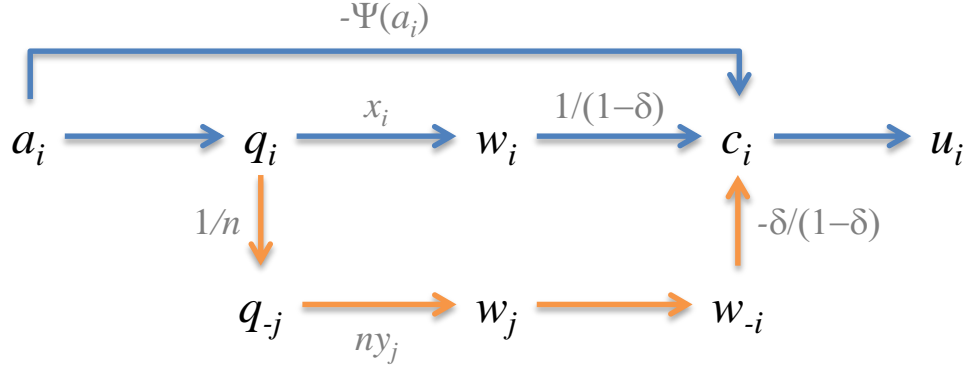 -Ψ(a_i)
x_i 1/(1−δ)
a_i q_i w_i c_i u_i
1/n -δ/(1−δ)
q_-j w_j w_-i
ny_j